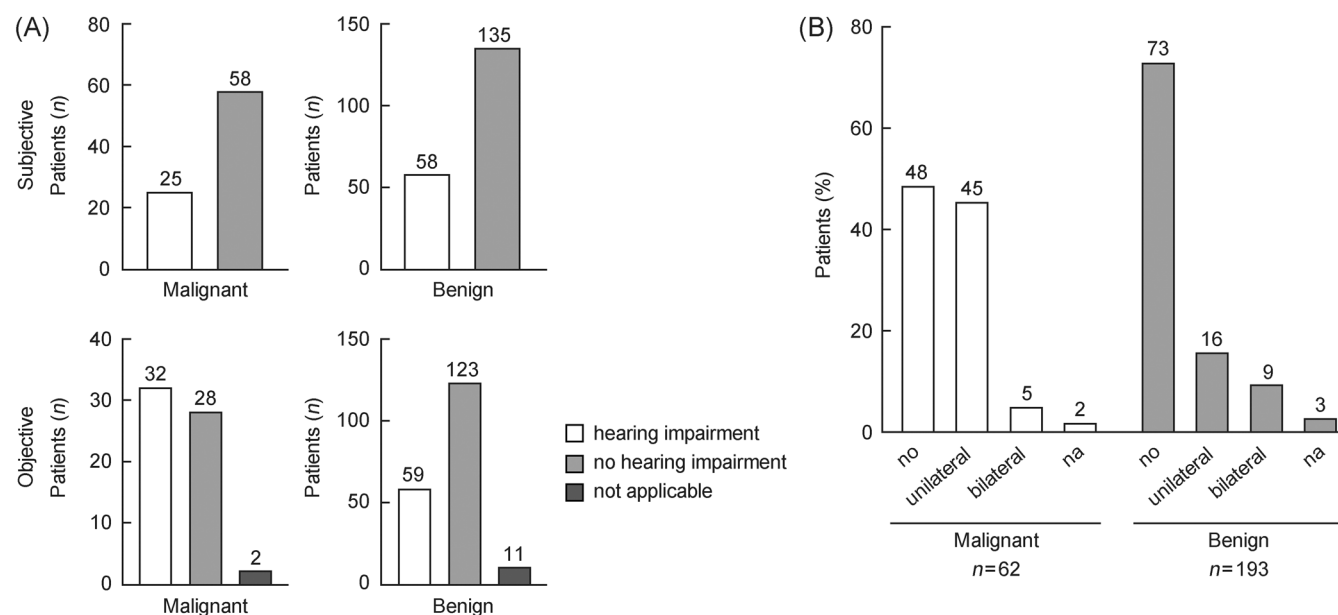 (A)
Subjective
Patients (n)
80
60
40
20
0
25
58
Malignant
Patients (n)
150
100
50
0
58
135
Benign
Objective
Patients (n)
40
30
20
10
0
32
28
2
Malignant
Patients (n)
150
100
50
0
59
123
11
Benign
hearing impairment
no hearing impairment
not applicable
(B)
Patients (%)
80
60
40
20
0
48
45
5
2
73
16
9
3
no
unilateral
bilateral
na
no
unilateral
bilateral
na
Malignant
n=62
Benign
n=193